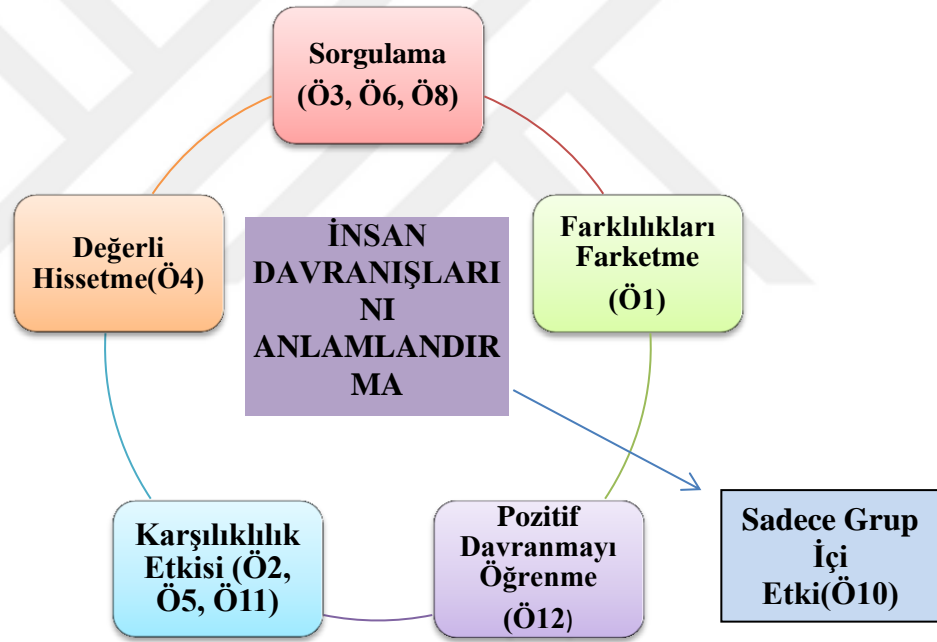 Sorgulama
(Ö3, Ö6, Ö8)
Değerli
Hissetme(Ö4)
İNSAN
DAVRANIŞLARI
NI
ANLAMLANDIR
MA
Farklılıkları
Farketme
(Ö1)
Karşılıklılık
Etkisi (Ö2,
Ö5, Ö11)
Pozitif
Davranmayı
Öğrenme
(Ö12)
Sadece Grup
İçi
Etki(Ö10)